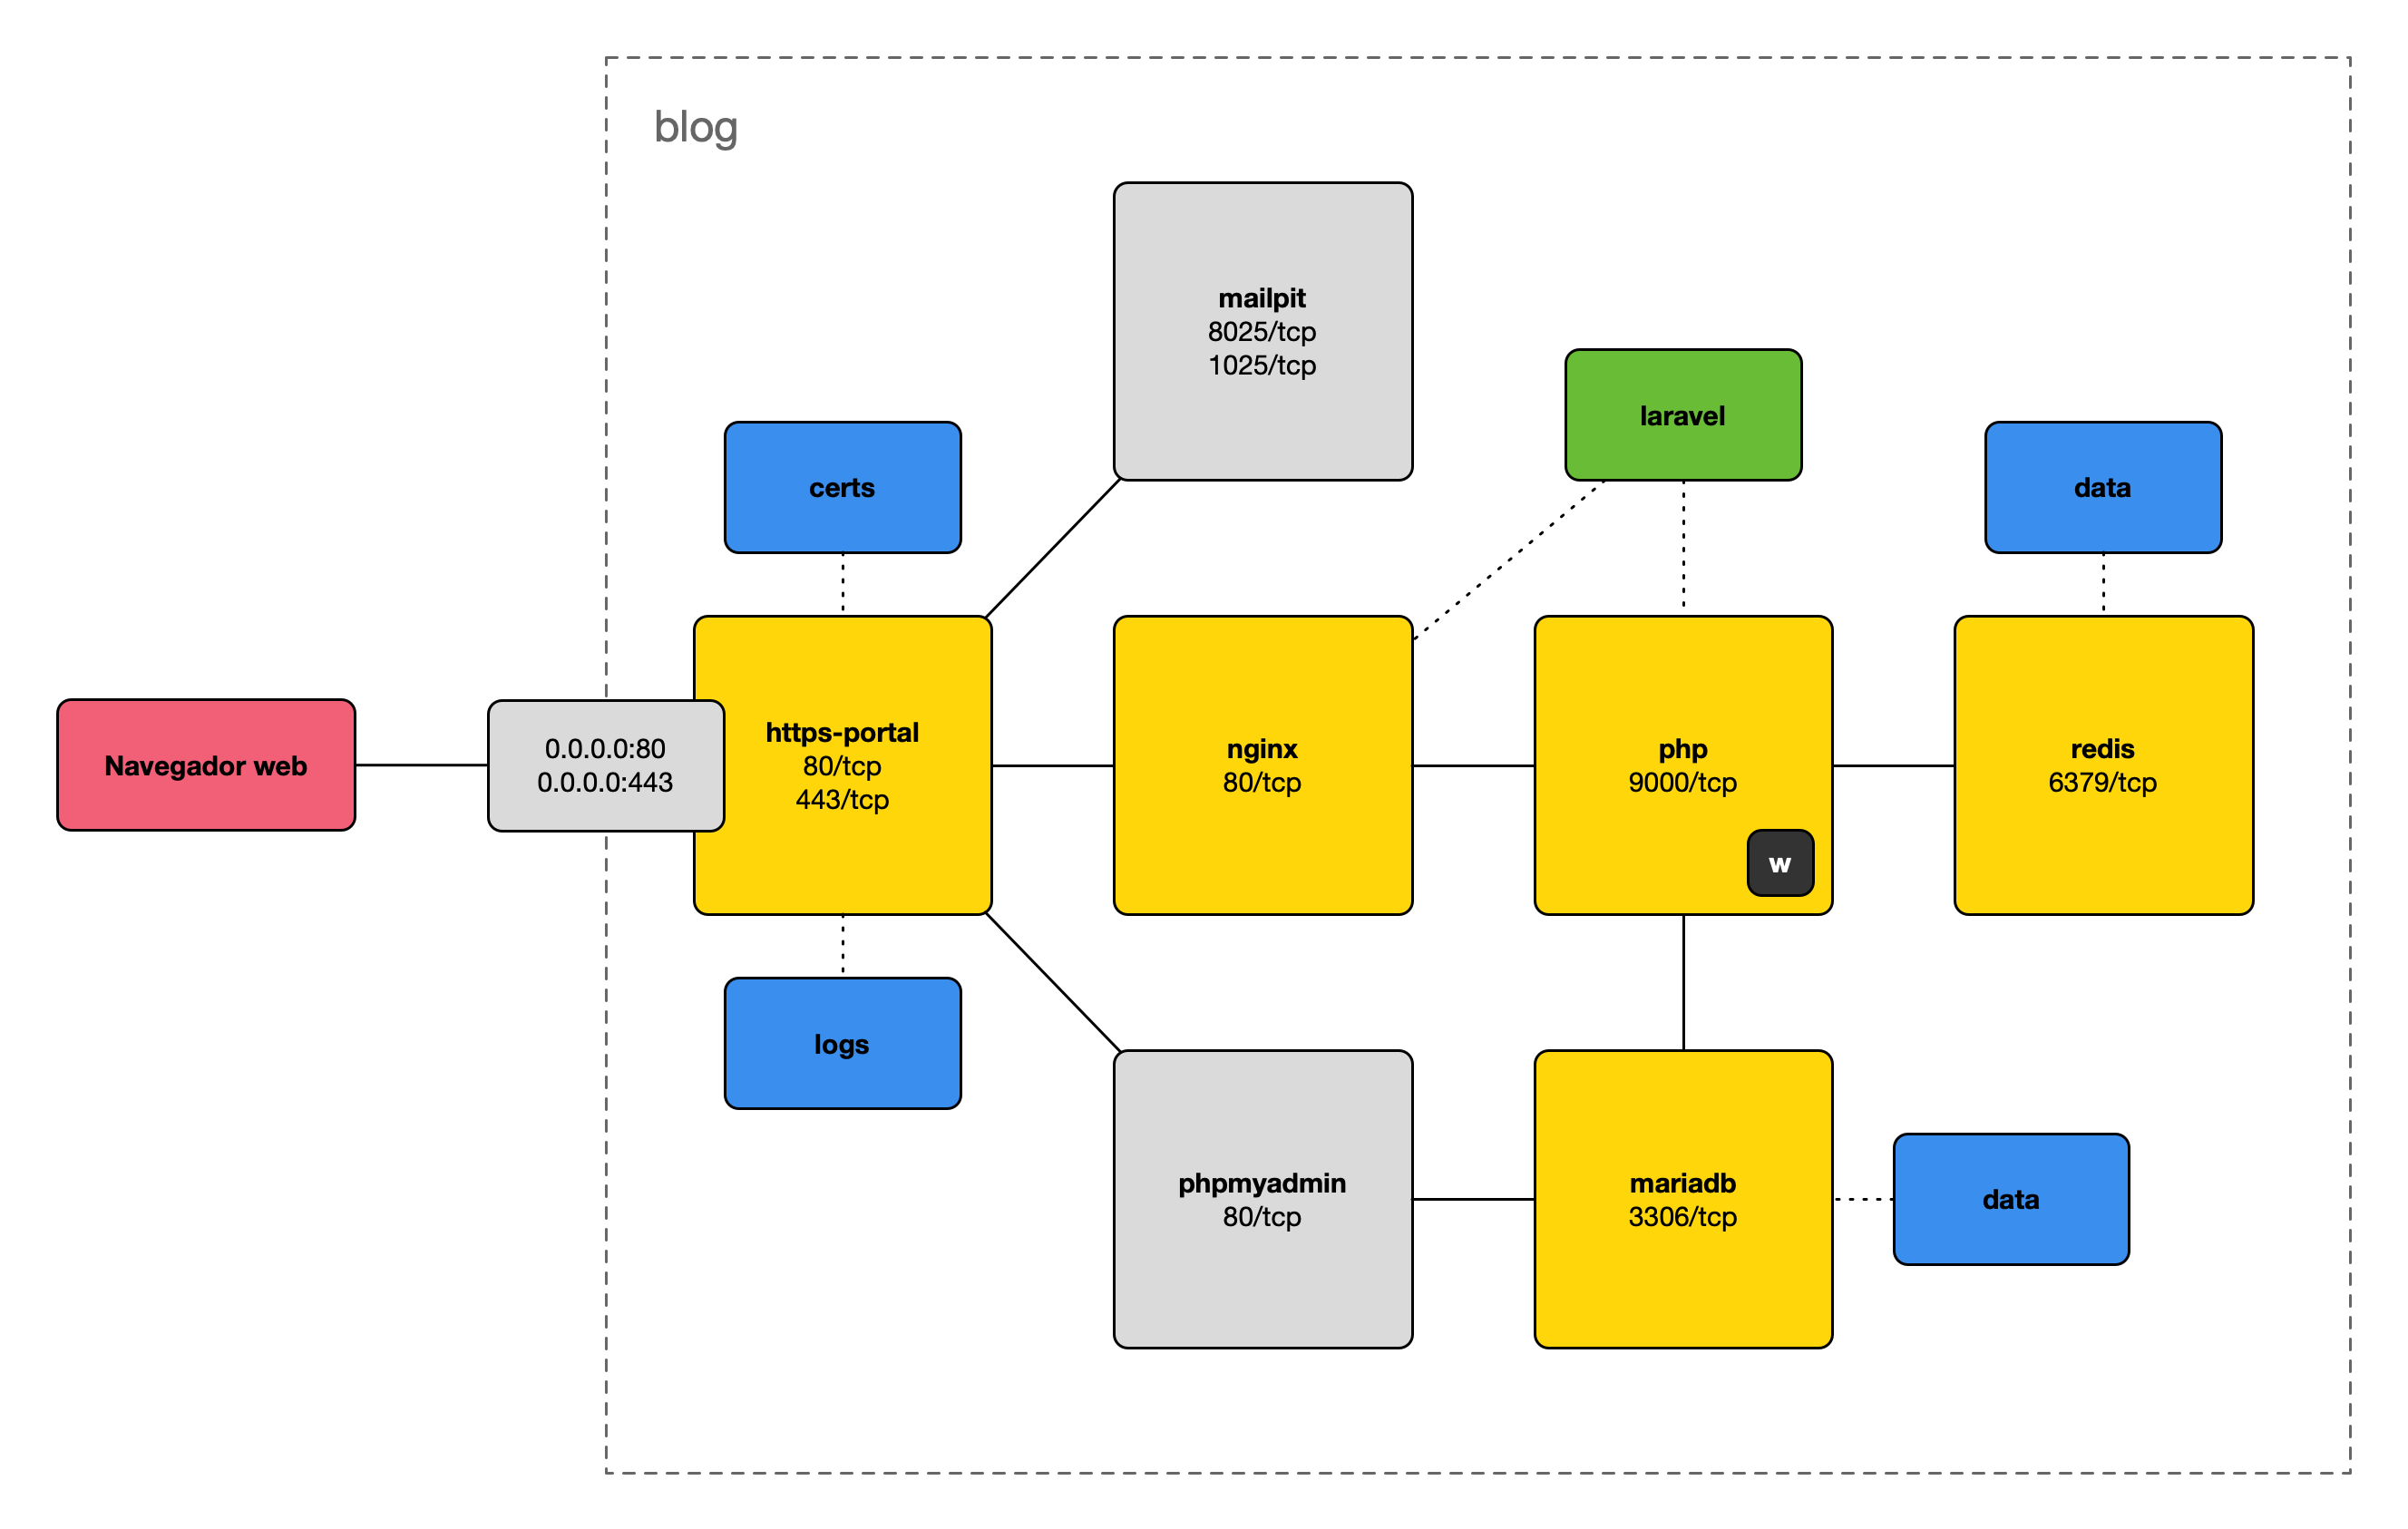 blog
mailpit
8025/tcp
1025/tcp
laravel
certs
data
Navegador web
0.0.0.0:80
0.0.0.0:443
https-portal
80/tcp
443/tcp
nginx
80/tcp
php
9000/tcp
w
redis
6379/tcp
logs
phpmyadmin
80/tcp
mariadb
3306/tcp
data